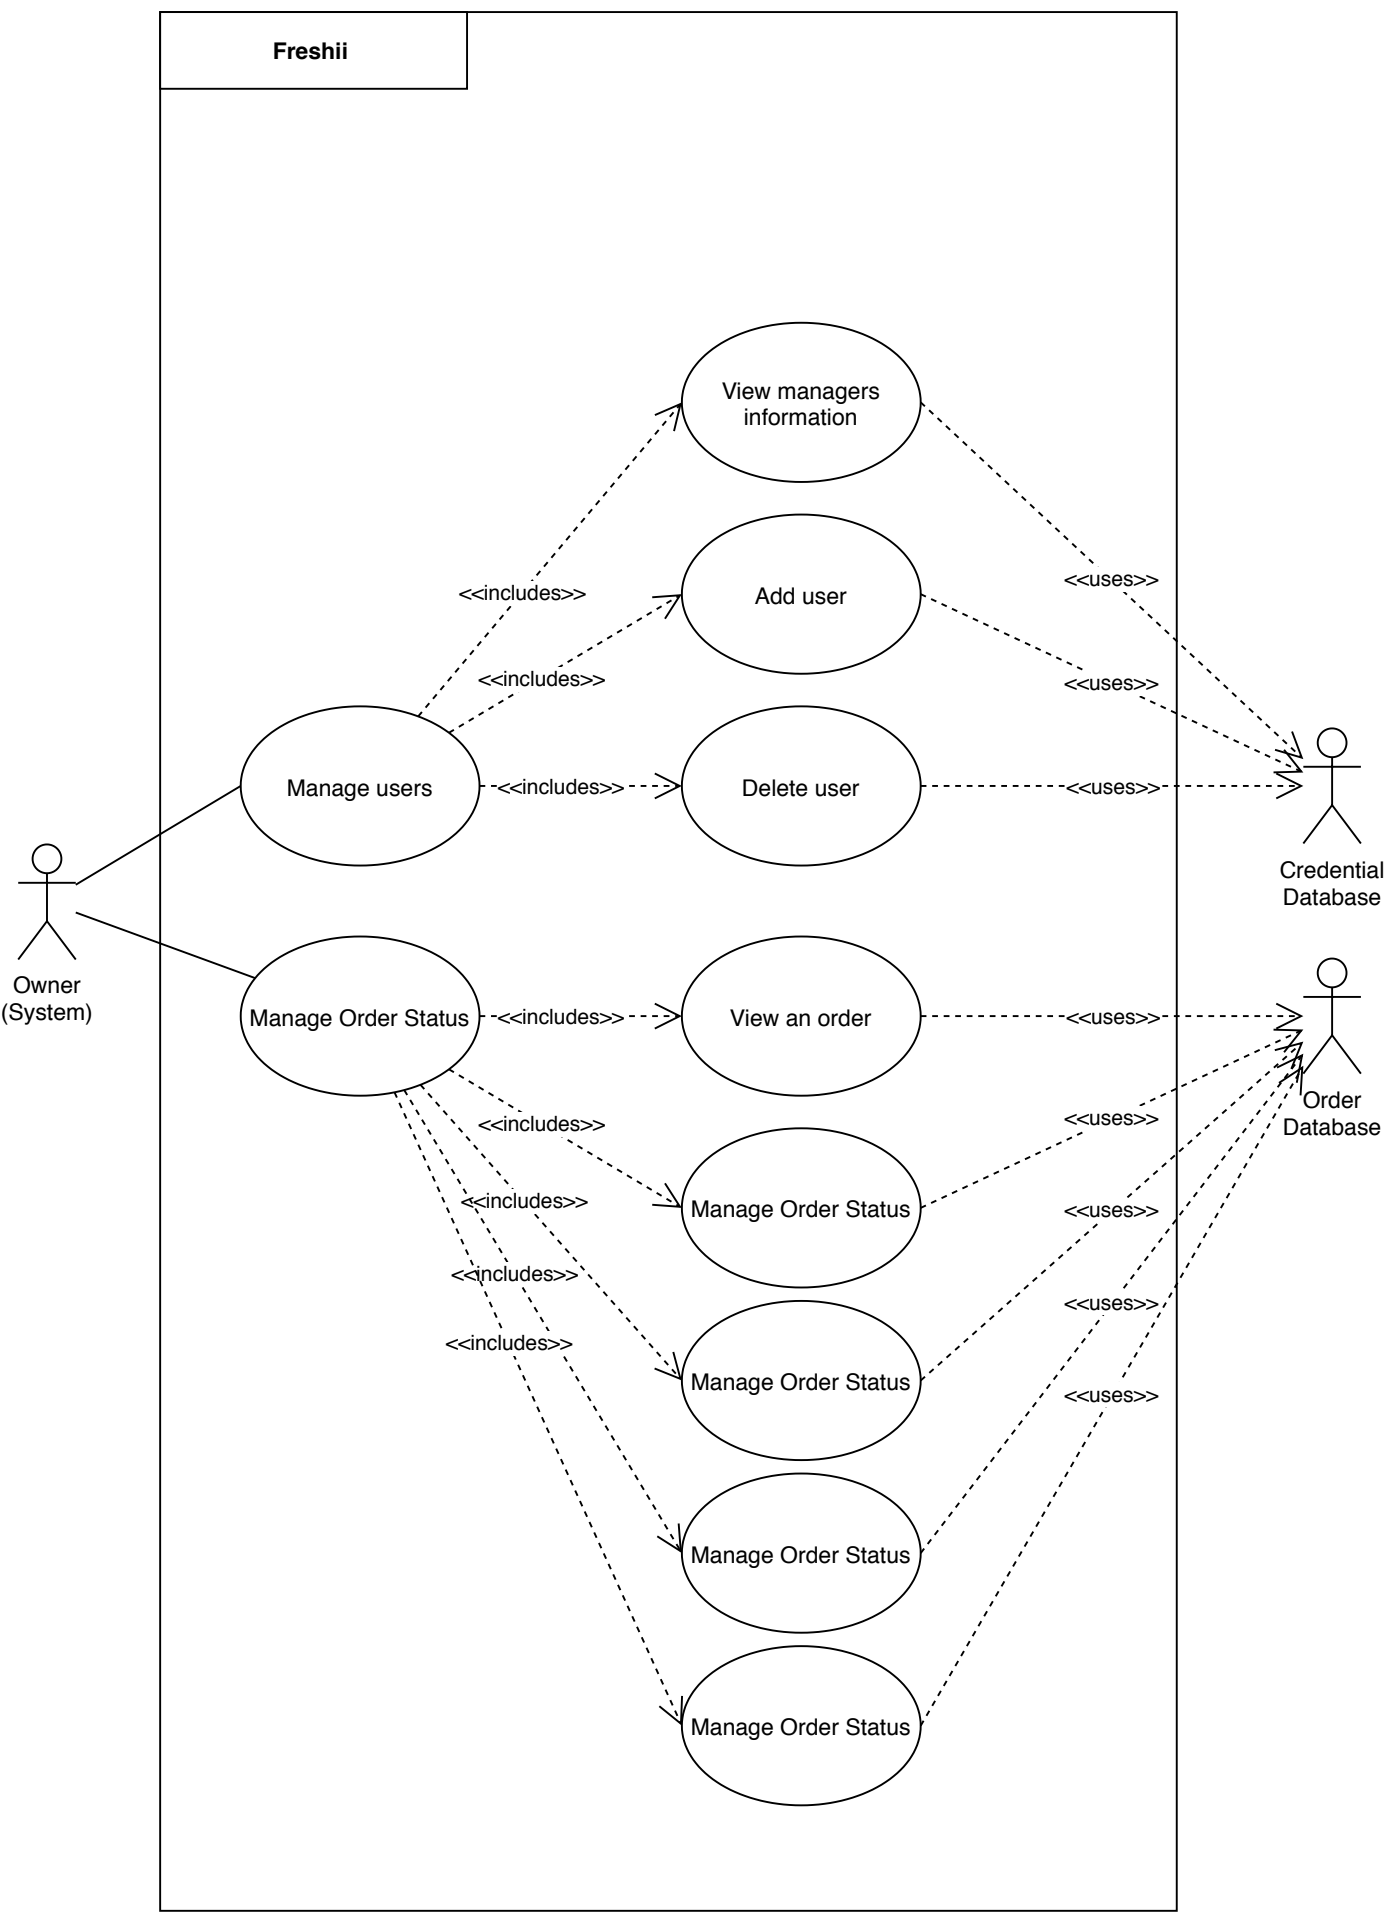 Freshii
View managers
information
<<includes>>
<<uses>>
Add user
<<includes>>
<<uses>>
Manage users
<<includes>>
Delete user
<<uses>>
Credential
Database
Owner
(System)
Manage Order Status
<<includes>>
View an order
<<uses>>
Order
Database
<<includes>>
<<uses>>
Manage Order Status
<<includes>>
<<uses>>
<<includes>>
<<uses>>
<<includes>>
Manage Order Status
<<uses>>
Manage Order Status
Manage Order Status